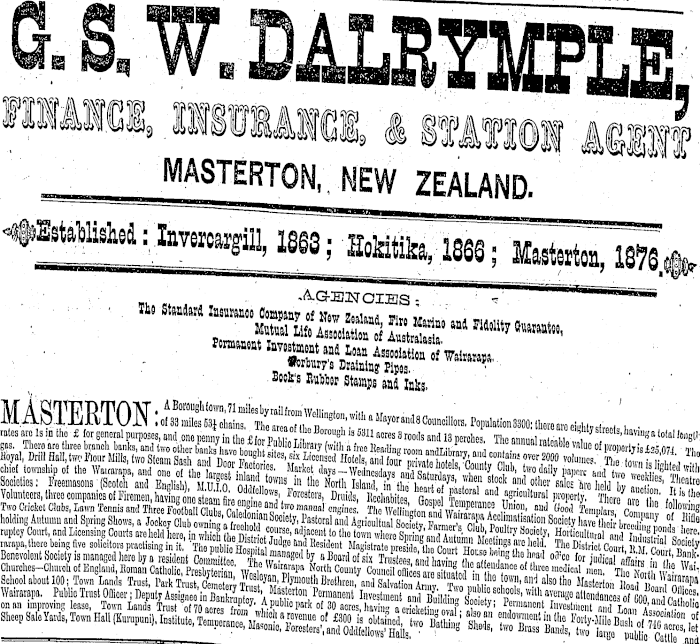 G. S. W. DALRYMPLE,
FINANCE, INSURANCE, & STATION AGENT
MASTERTON, NEW ZEALAND.
Established: Invercargill, 1863; Hokitika, 1866; Masterton, 1876.
AGENCIES:
The Standard Insurance Company of New Zealand, Fire Marine and Fidelity Guarantee,
Mutual Life Association of Australasia.
Permanent Investment and Loan Association of Wairarapa.
Norbury's Draining Pipes.
Bock's Rubber Stamps and Inks.
MASTERTON: A Borough town, 71 miles by rail from Wellington, with a Mayor and 8 Councillors. Population 3300; there are eighty streets, having a total length
of 33 miles 53½ chains. The area of the Borough is 5311 acres 3 roods and 13 perches. The annual rateable value of property is £25,074. The
rates are 1s in the £ for general purposes, and one penny in the £ for Public Library (with a free Reading room and Library, and contains over 2000 volumes. The town is lighted with
gas. There are three branch banks, and two other banks have bought sites, six Licensed Hotels, and four private hotels, County Club, two daily papers and two weeklies, Theatre
Royal, Drill Hall, two Flour Mills, two Steam Sash and Door Factories. Market days—Wednesdays and Saturdays, when stock and other sales are held by auction. It is the
chief township of the Wairarapa, and one of the largest inland towns in the North Island, in the heart of pastoral and agricultural property. There are the following
Societies: Freemasons (Scotch and English), M.U.I.O. Oddfellows, Foresters, Druids, Rechabites, Gospel Temperance Union, and Good Templars, Company of Rifle
Volunteers, three companies of Firemen, having one steam fire engine and two manual engines. The Wellington and Wairarapa Acclimatisation Society have their breeding ponds here.
Two Cricket Clubs, Lawn Tennis and Three Football Clubs, Caledonian Society, Pastoral and Agricultual Society, Farmer's Club, Poultry Society, Horticultural and Industrial Society
holding Autumn and Spring Shows, a Jockey Club owning a freehold course, adjacent to the town where Spring and Autumn Meetings are held. The District Court, R.M. Court, Bank-
ruptcy Court, and Licensing Courts are held here, in which the District Judge and Resident Magistrate preside, the Court House being the head office for judicial affairs in the Wai-
rarapa, there being five solicitors practising in it. The public Hospital managed by a Board of six Trustees, and having the attendance of three medical men. The North Wairarapa
Benevolent Society is managed here by a resident Committee. The Wairarapa North County Council offices are situated in the town, and also the Masterton Road Board Offices.
Churches—Church of England, Roman Catholic, Presbyterian, Wesleyan, Plymouth Brethren, and Salvation Army. Two public schools, with average attendances of 600, and Catholic
School about 100; Town Lands Trust, Park Trust, Cemetery Trust, Masterton Permanent Investment and Building Society; Permanent Investment and Loan Association of
Wairarapa. Public Trust Officer; Deputy Assignee in Bankruptcy. A public park of 30 acres, having a cricketing oval; also an endowment in the Forty-Mile Bush of 746 acres, let
on an improving lease, Town Lands Trust of 70 acres from which a revenue of £300 is obtained, two Bathing Sheds, two Brass Bands, two large public Cattle and
Sheep Sale Yards, Town Hall (Kurupuni), Institute, Temperance, Masonic, Foresters', and Oddfellows' Halls.